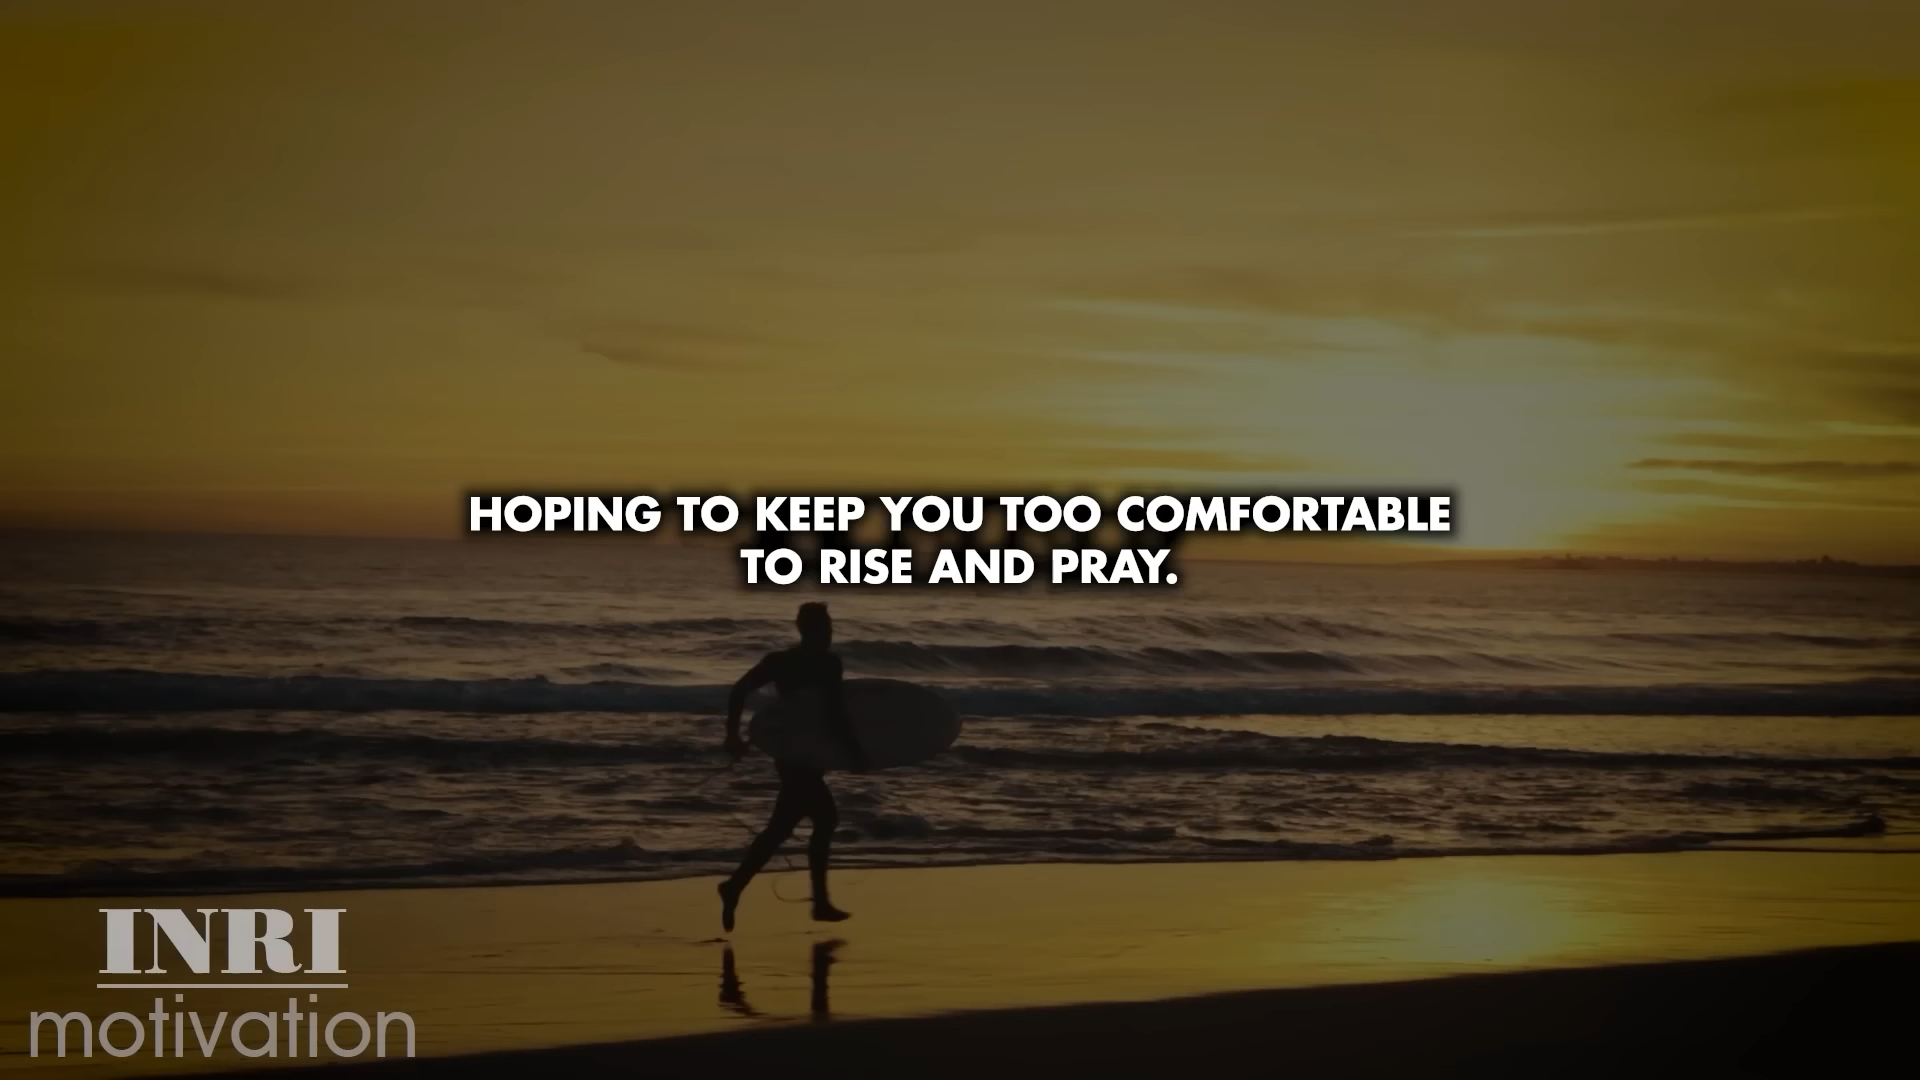 HOPING TO KEEP YOU TOO COMFORTABLE
TO RISE AND PRAY.
INRI
motivation